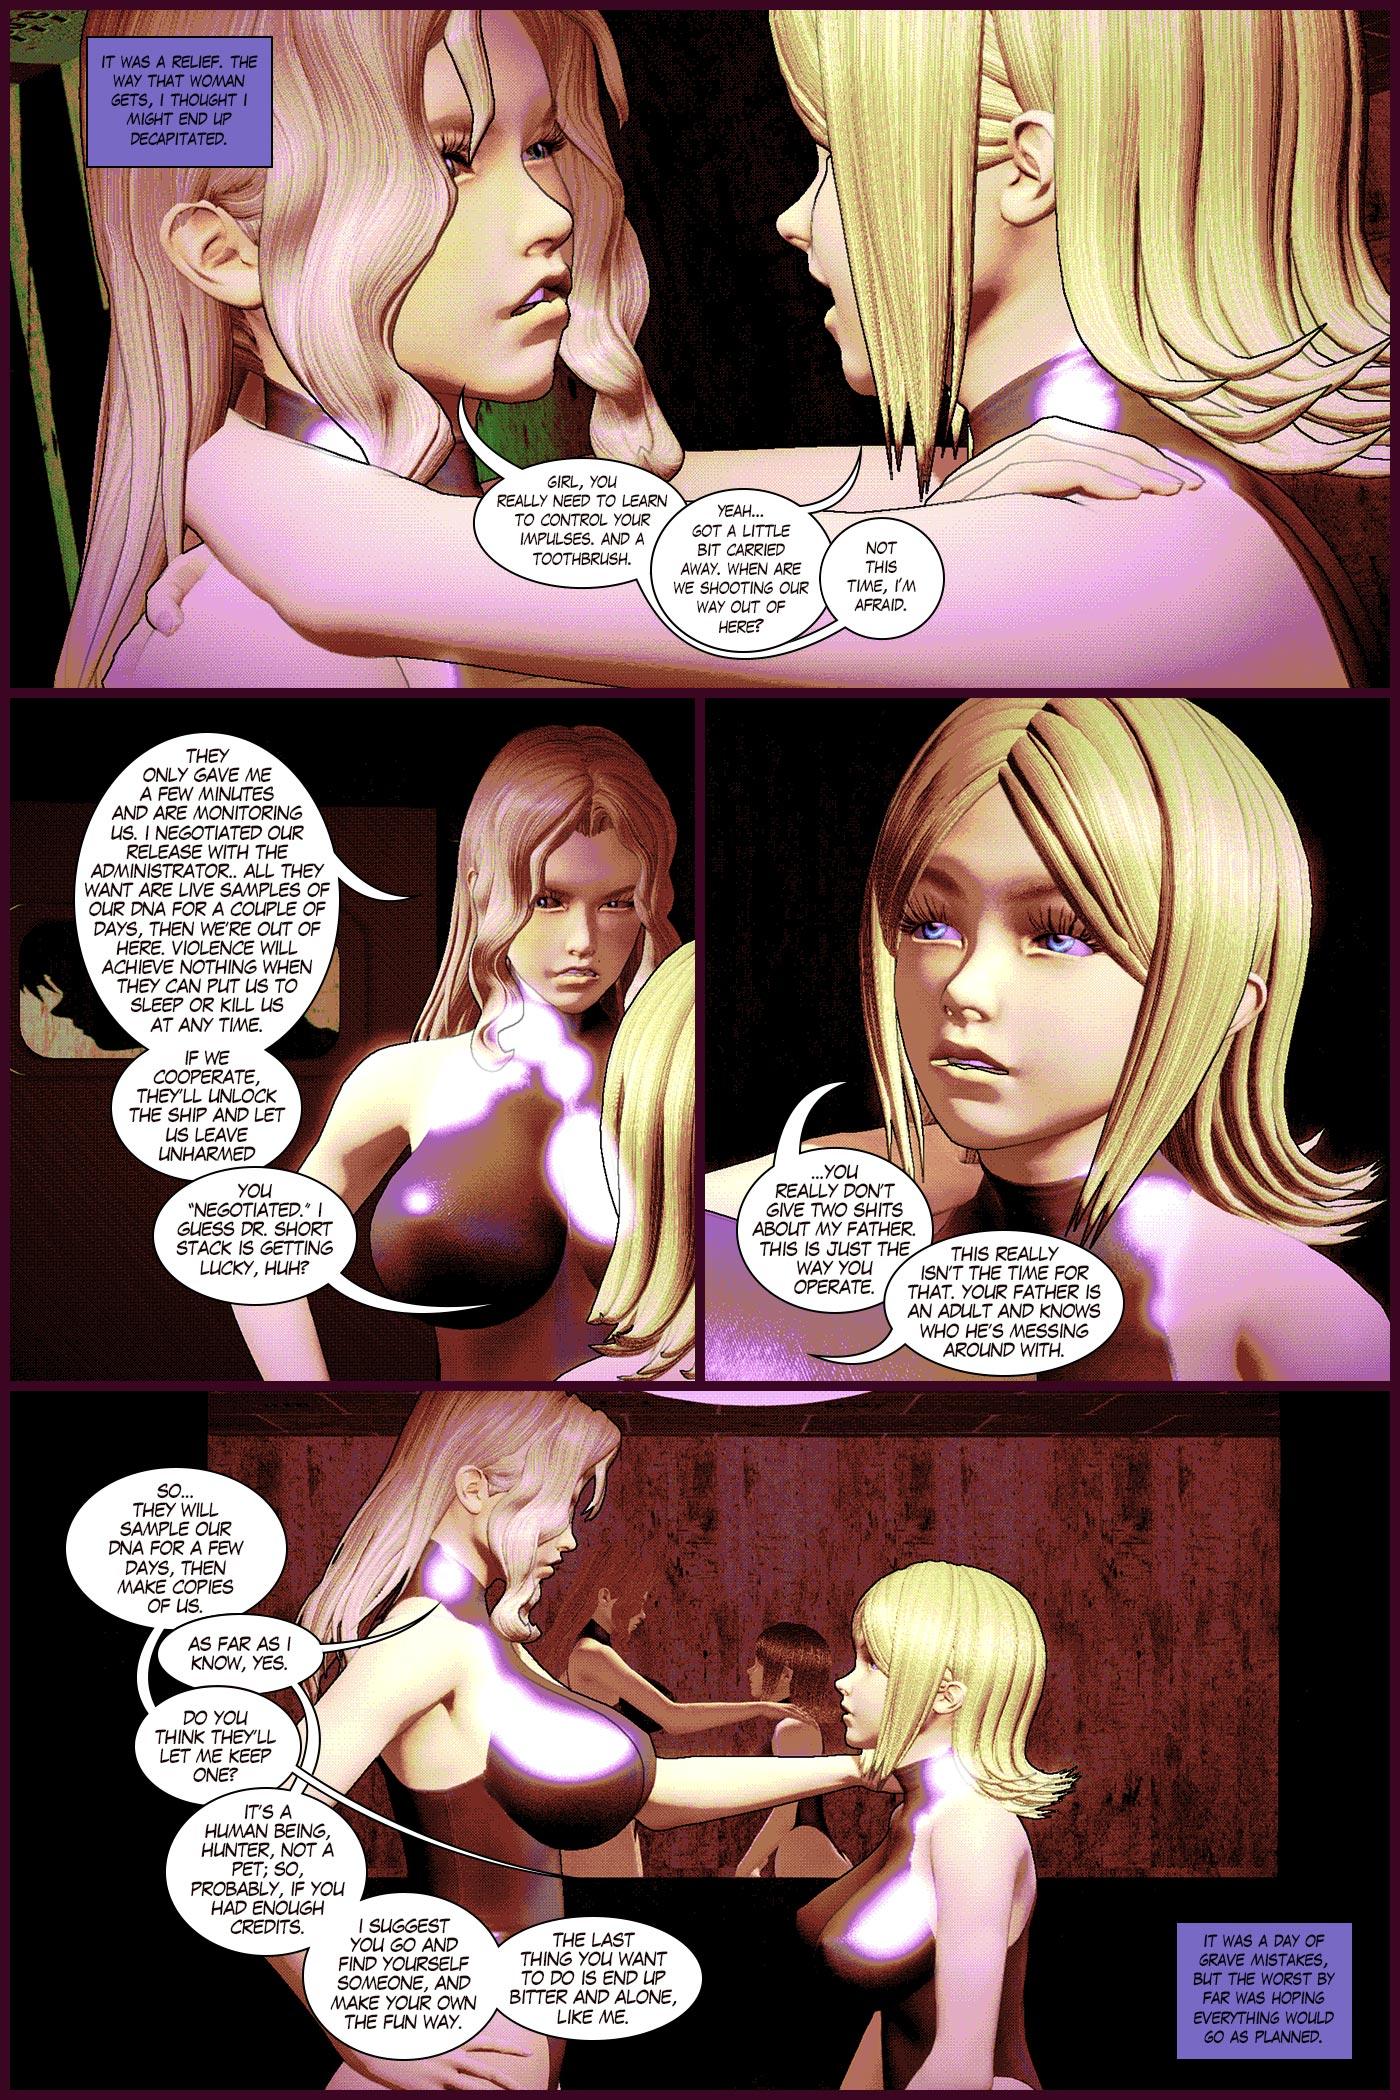 IT WAS A RELIEF. THE
WAY THAT WOMAN
GETS, I THOUGHT I
MIGHT END UP
DECAPITATED.
GIRL, YOU
REALLY NEED TO LEARN
TO CONTROL YOUR
IMPULSES. AND A
TOOTHBRUSH.
YEAH...
GOT A LITTLE
BIT CARRIED
AWAY. WHEN ARE
WE SHOOTING OUR
WAY OUT OF
HERE?
NOT
THIS
TIME, I'M
AFRAID.
THEY
ONLY GAVE ME
A FEW MINUTES
AND ARE MONITORING
US. I NEGOTIATED OUR
RELEASE WITH THE
ADMINISTRATOR.. ALL THEY
WANT ARE LIVE SAMPLES OF
OUR DNA FOR A COUPLE OF
DAYS, THEN WE'RE OUT OF
HERE. VIOLENCE WILL
ACHIEVE NOTHING WHEN
THEY CAN PUT US TO
SLEEP OR KILL US
AT ANY TIME.
IF WE
COOPERATE,
THEY'LL UNLOCK
THE SHIP AND LET
US LEAVE
UNHARMED
YOU
“NEGOTIATED.” I
GUESS DR. SHORT
STACK IS GETTING
LUCKY, HUH?
...YOU
REALLY DON'T
GIVE TWO SHITS
ABOUT MY FATHER.
THIS IS JUST THE
WAY YOU
OPERATE.
THIS REALLY
ISN'T THE TIME FOR
THAT. YOUR FATHER IS
AN ADULT AND KNOWS
WHO HE'S MESSING
AROUND WITH.
SO...
THEY WILL
SAMPLE OUR
DNA FOR A FEW
DAYS, THEN
MAKE COPIES
OF US.
AS FAR AS I
KNOW, YES.
DO YOU
THINK THEY'LL
LET ME KEEP
ONE?
IT'S A
HUMAN BEING,
HUNTER, NOT A
PET; SO,
PROBABLY, IF YOU
HAD ENOUGH
CREDITS.
I SUGGEST
YOU GO AND
FIND YOURSELF
SOMEONE, AND
MAKE YOUR OWN
THE FUN WAY.
THE LAST
THING YOU WANT
TO DO IS END UP
BITTER AND ALONE,
LIKE ME.
IT WAS A DAY OF
GRAVE MISTAKES,
BUT THE WORST BY
FAR WAS HOPING
EVERYTHING WOULD
GO AS PLANNED.